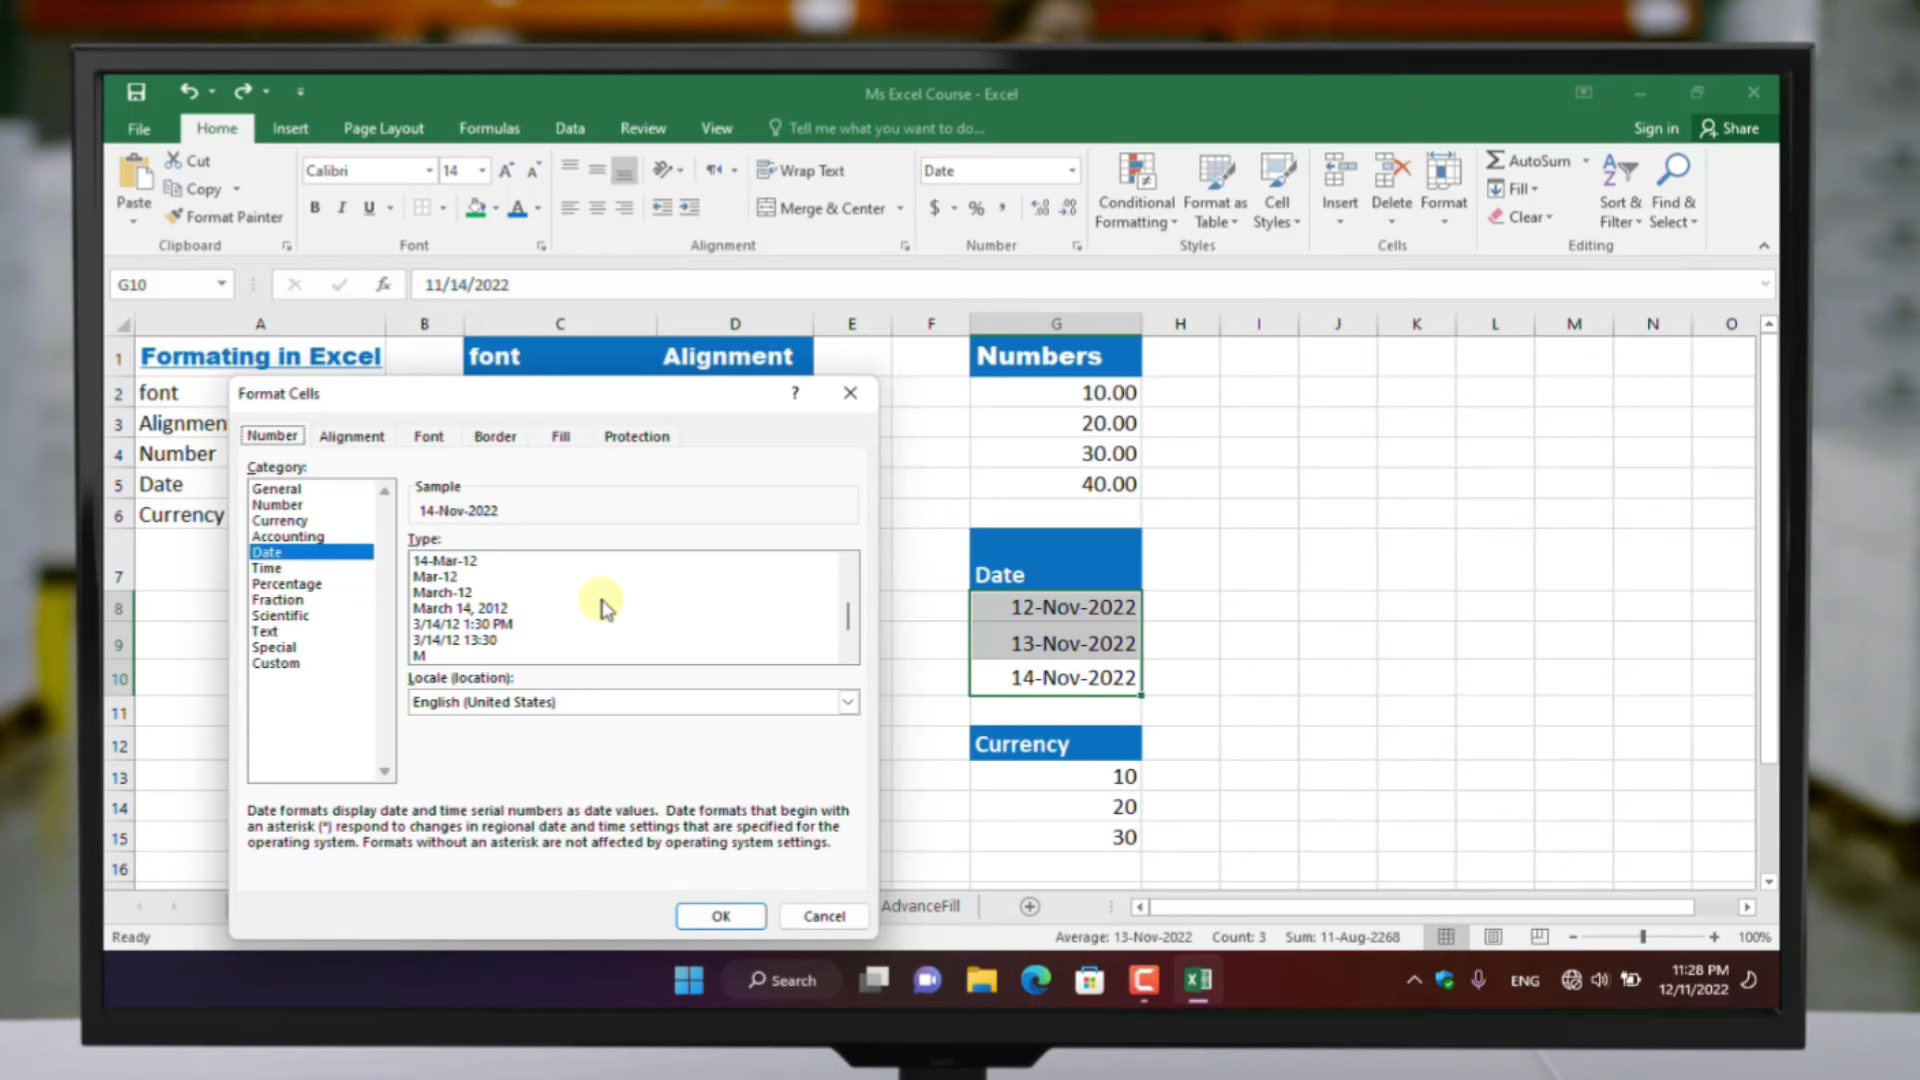 Ms Excel Course - Excel
File Home Insert Page Layout Formulas Data Review View Tell me what you want to do... Sign in Share
Paste
Cut
Copy
Format Painter
Clipboard
Calibri 14
B I U A
Font
Wrap Text
Merge & Center
Alignment
Date
$ % ,
Number
Conditional Formatting
Format as Table
Cell Styles
Styles
Insert Delete Format
Cells
AutoSum
Fill
Clear
Sort & Filter
Find & Select
Editing
G10 fx 11/14/2022
A B C D E F G H I J K L M N O
1 Formating in Excel font Alignment Numbers
2 font 10.00
3 Alignmen 20.00
4 Number 30.00
5 Date 40.00
6 Currency
7 Date
8 12-Nov-2022
9 13-Nov-2022
10 14-Nov-2022
11
12 Currency
13 10
14 20
15 30
16
Format Cells ?
Number Alignment Font Border Fill Protection
Category:
General
Number
Currency
Accounting
Date
Time
Percentage
Fraction
Scientific
Text
Special
Custom
Sample
14-Nov-2022
Type:
14-Mar-12
Mar-12
March-12
March 14, 2012
3/14/12 1:30 PM
3/14/12 13:30
M
Locale (location):
English (United States)
Date formats display date and time serial numbers as date values. Date formats that begin with
an asterisk (*) respond to changes in regional date and time settings that are specified for the
operating system. Formats without an asterisk are not affected by operating system settings.
OK Cancel
AdvanceFill
Ready Average: 13-Nov-2022 Count: 3 Sum: 11-Aug-2268 100%
Search ENG 11:28 PM
12/11/2022